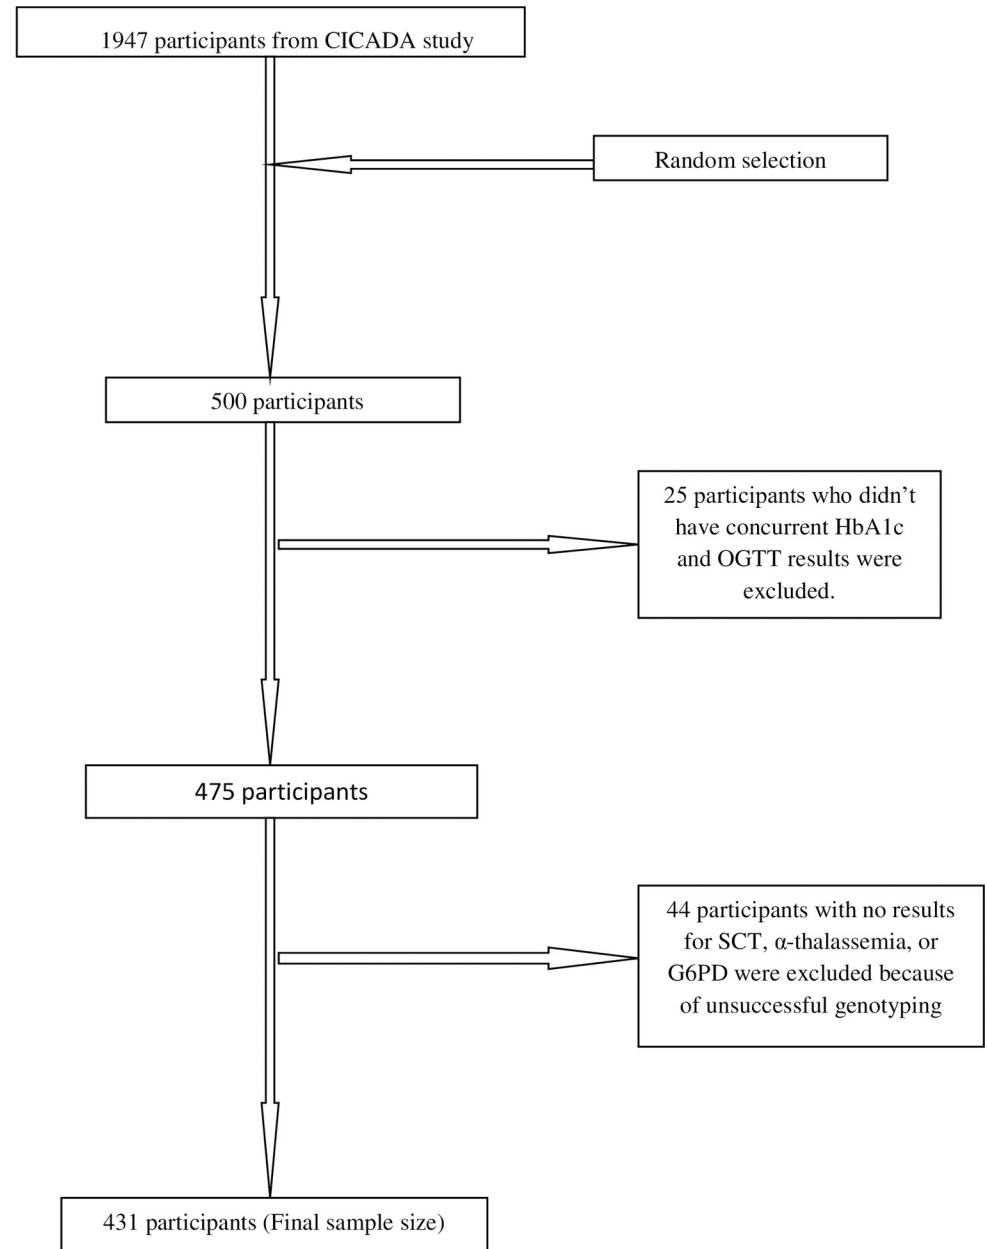 1947 participants from CICADA study
Random selection
500 participants
25 participants who didn’t
have concurrent HbA1c
and OGTT results were
excluded.
475 participants
44 participants with no results
for SCT, α-thalassemia, or
G6PD were excluded because
of unsuccessful genotyping
431 participants (Final sample size)